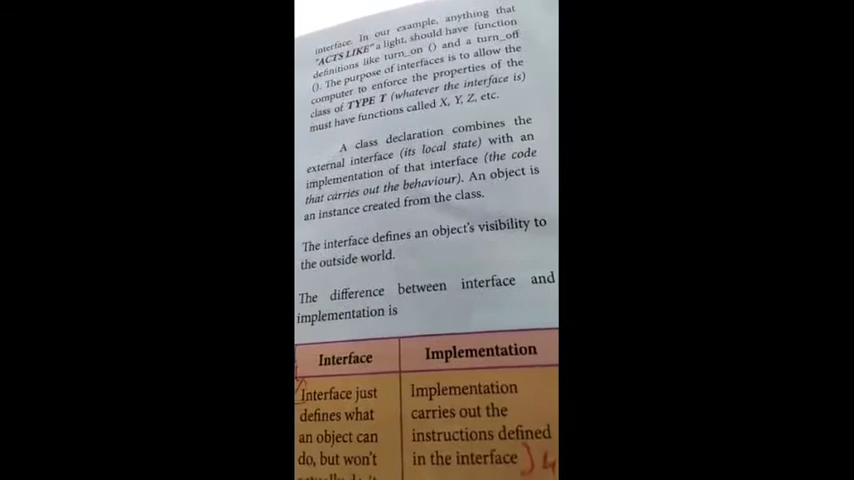 interface. In our example, anything that
"ACTS LIKE" a light, should have function
definitions like turn_on () and a turn_off
(). The purpose of interfaces is to allow the
computer to enforce the properties of the
class of TYPE T (whatever the interface is)
must have functions called X, Y, Z, etc.
A class declaration combines the
external interface (its local state) with an
implementation of that interface (the code
that carries out the behaviour). An object is
an instance created from the class.
The interface defines an object's visibility to
the outside world.
The difference between interface and
implementation is
Interface
Interface just
defines what
an object can
do, but won't
actually do it
Implementation
Implementation
carries out the
instructions defined
in the interface